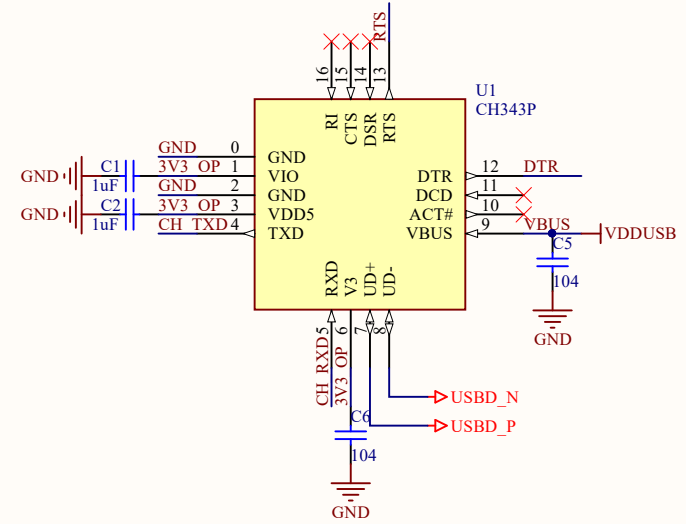 RTS
16
15
14
13
U1
CH343P
RI
CTS
DSR
RTS
GND
0
GND
GND
C1
1uF
3V3_OP
1
VIO
GND
2
GND
GND
C2
1uF
3V3_OP
3
VDD5
CH_TXD
4
TXD
DTR
12
DTR
DCD
11
ACT#
10
VBUS
9
VBUS
VDDUSB
C5
104
GND
RXD
V3
UD+
UD-
5
6
7
8
CH_RXD
3V3_OP
USBD_N
USBD_P
C6
104
GND